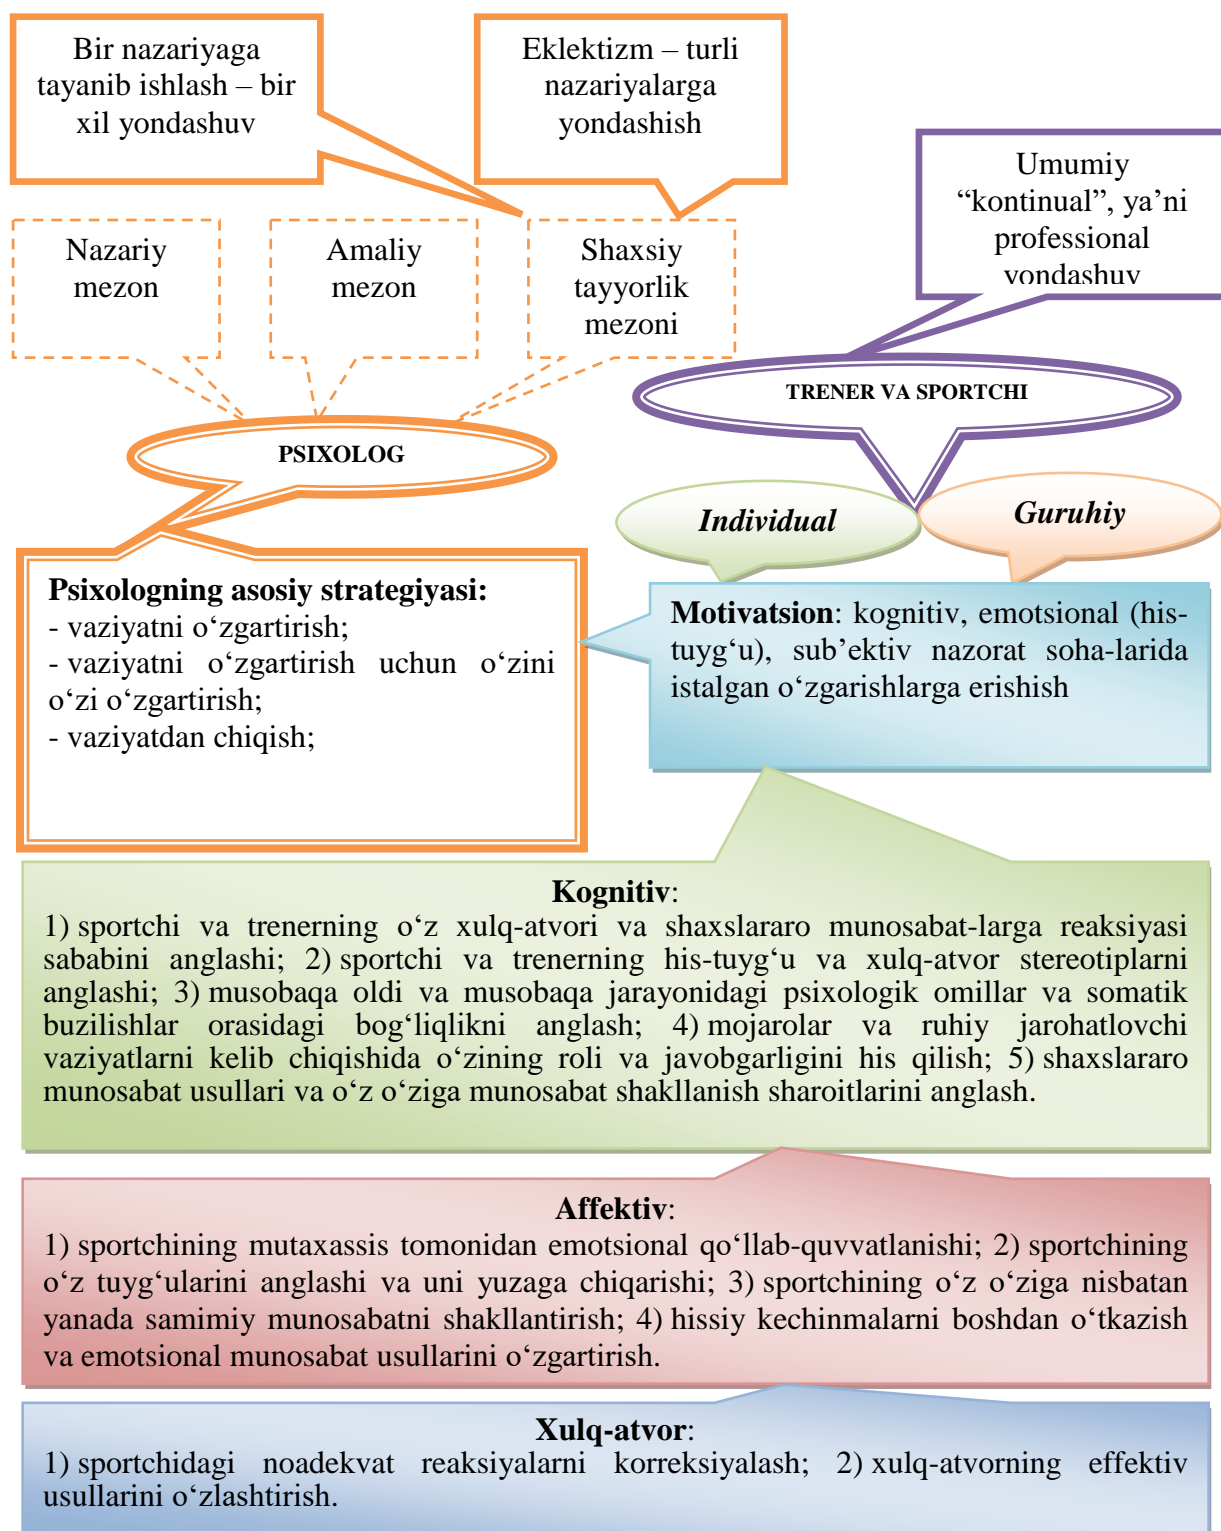 Bir nazariyaga
tayanib ishlash – bir
xil yondashuv
Eklektizm – turli
nazariyalarga
yondashish
Umumiy
“kontinual”, ya’ni
professional
yondashuv
Nazariy
mezon
Amaliy
mezon
Shaxsiy
tayyorlik
mezoni
TRENER VA SPORTCHI
PSIXOLOG
Individual
Guruhiy
Psixologning asosiy strategiyasi:
- vaziyatni o‘zgartirish;
- vaziyatni o‘zgartirish uchun o‘zini
o‘zi o‘zgartirish;
- vaziyatdan chiqish;
Motivatsion: kognitiv, emotsional (his-
tuyg‘u), sub’ektiv nazorat soha-larida
istalgan o‘zgarishlarga erishish
Kognitiv:
1) sportchi va trenerning o‘z xulq-atvori va shaxslararo munosabat-larga reaksiyasi
sababini anglashi; 2) sportchi va trenerning his-tuyg‘u va xulq-atvor stereotiplarni
anglashi; 3) musobaqa oldi va musobaqa jarayonidagi psixologik omillar va somatik
buzilishlar orasidagi bog‘liqlikni anglash; 4) mojarolar va ruhiy jarohatlovchi
vaziyatlarni kelib chiqishida o‘zining roli va javobgarligini his qilish; 5) shaxslararo
munosabat usullari va o‘z o‘ziga munosabat shakllanish sharoitlarini anglash.
Affektiv:
1) sportchining mutaxassis tomonidan emotsional qo‘llab-quvvatlanishi; 2) sportchining
o‘z tuyg‘ularini anglashi va uni yuzaga chiqarishi; 3) sportchining o‘z o‘ziga nisbatan
yanada samimiy munosabatni shakllantirish; 4) hissiy kechinmalarni boshdan o‘tkazish
va emotsional munosabat usullarini o‘zgartirish.
Xulq-atvor:
1) sportchidagi noadekvat reaksiyalarni korreksiyalash; 2) xulq-atvorning effektiv
usullarini o‘zlashtirish.